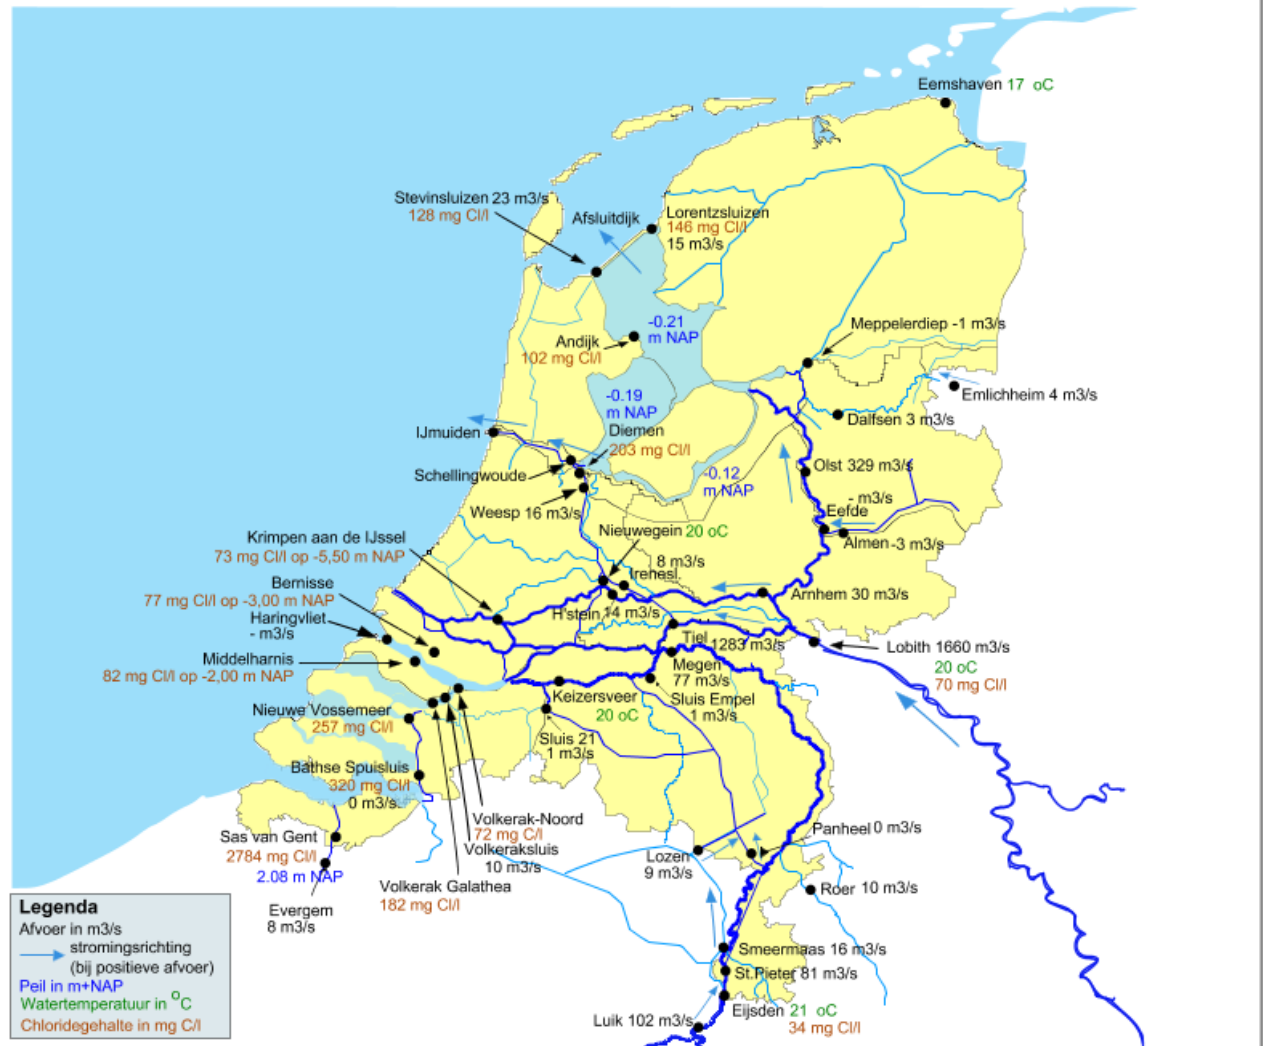 Eemshaven 17 oC
Stevinsluizen 23 m3/s
128 mg Cl/l
Afsluitdijk
Lorentzsluizen
146 mg Cl/l
15 m3/s
-0.21
m NAP
Andijk
102 mg Cl/l
Meppelerdiep -1 m3/s
Emlichheim 4 m3/s
Dalfsen 3 m3/s
-0.19
m NAP
IJmuiden
Diemen
203 mg Cl/l
Schellingwoude
-0.12
m NAP
Olst 329 m3/s
- m3/s
Eefde
Weesp 16 m3/s
Almen -3 m3/s
Nieuwegein 20 oC
Krimpen aan de IJssel
73 mg Cl/l op -5,50 m NAP
8 m3/s
Irenesl.
Bernisse
77 mg Cl/l op -3,00 m NAP
Arnhem 30 m3/s
Haringvliet
- m3/s
H'stein 14 m3/s
Tiel 1283 m3/s
Lobith 1660 m3/s
20 oC
70 mg Cl/l
Middelharnis
82 mg Cl/l op -2,00 m NAP
Megen
77 m3/s
Keizersveer
20 oC
Sluis Empel
1 m3/s
Nieuwe Vossemeer
257 mg Cl/l
Sluis 21
1 m3/s
Bathse Spuisluis
320 mg Cl/l
0 m3/s
Volkerak-Noord
72 mg C/l
Volkeraksluis
10 m3/s
Panheel 0 m3/s
Sas van Gent
2784 mg Cl/l
2.08 m NAP
Lozen
9 m3/s
Volkerak Galathea
182 mg Cl/l
Roer 10 m3/s
Evergem
8 m3/s
Smeermaas 16 m3/s
St.Pieter 81 m3/s
Eijsden 21 oC
34 mg Cl/l
Luik 102 m3/s
Legenda
Afvoer in m3/s
stromingsrichting
(bij positieve afvoer)
Peil in m+NAP
Watertemperatuur in oC
Chloridegehalte in mg C/l